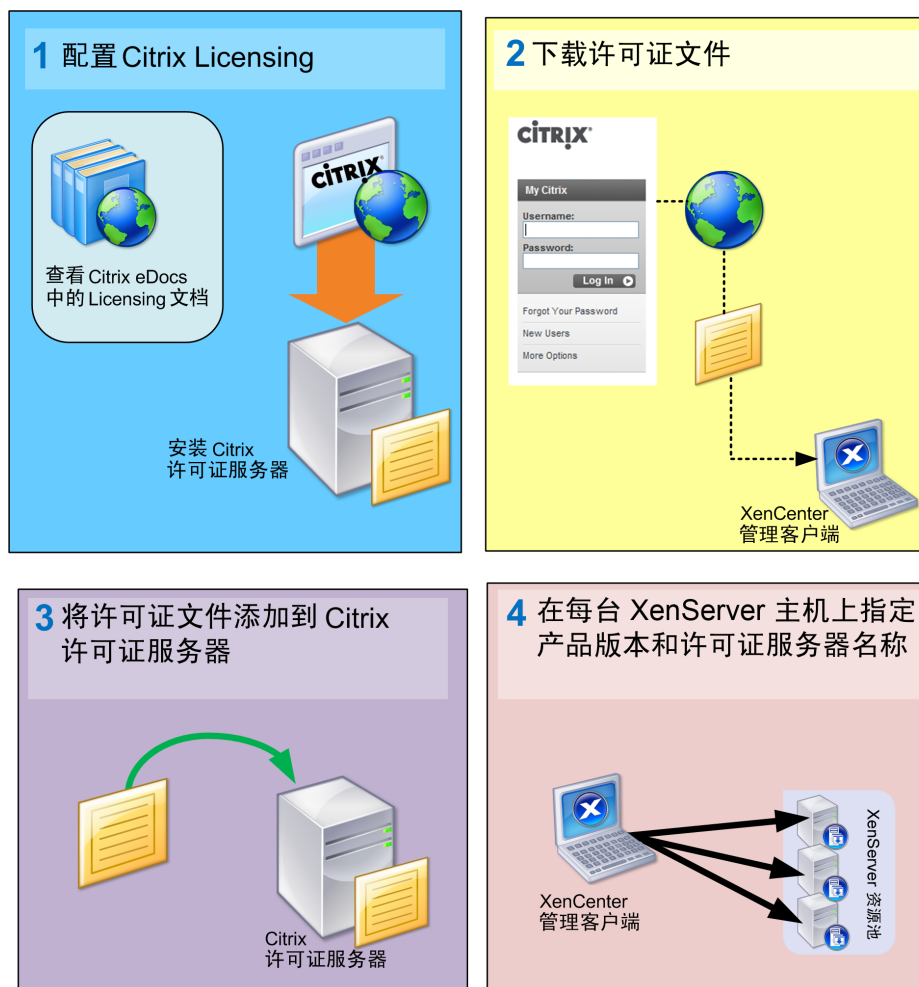 1 配置 Citrix Licensing
CİTRİX
查看 Citrix eDocs
中的 Licensing 文档
安装 Citrix
许可证服务器
2 下载许可证文件
CİTRIX
My Citrix
Username:
Password:
Log In
Forgot Your Password
New Users
More Options
XenCenter
管理客户端
3 将许可证文件添加到 Citrix
许可证服务器
Citrix
许可证服务器
4 在每台 XenServer 主机上指定
产品版本和许可证服务器名称
XenCenter
管理客户端
XenServer 资源池